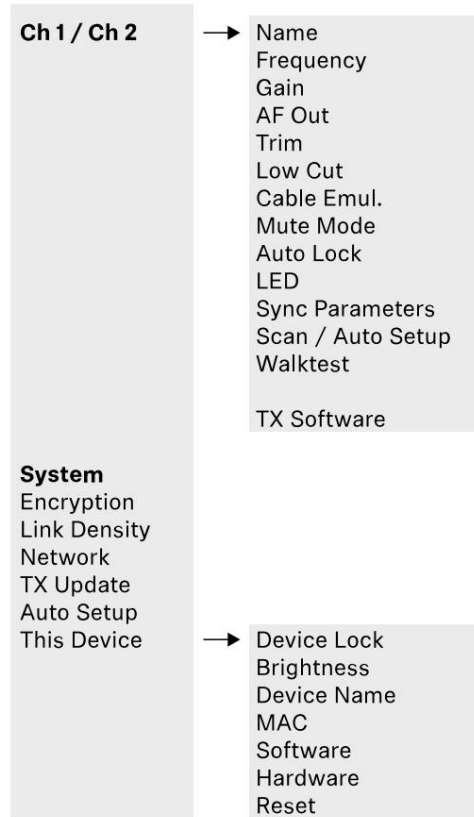 Ch 1 / Ch 2
Name
Frequency
Gain
AF Out
Trim
Low Cut
Cable Emul.
Mute Mode
Auto Lock
LED
Sync Parameters
Scan / Auto Setup
Walktest
TX Software
System
Encryption
Link Density
Network
TX Update
Auto Setup
This Device
Device Lock
Brightness
Device Name
MAC
Software
Hardware
Reset